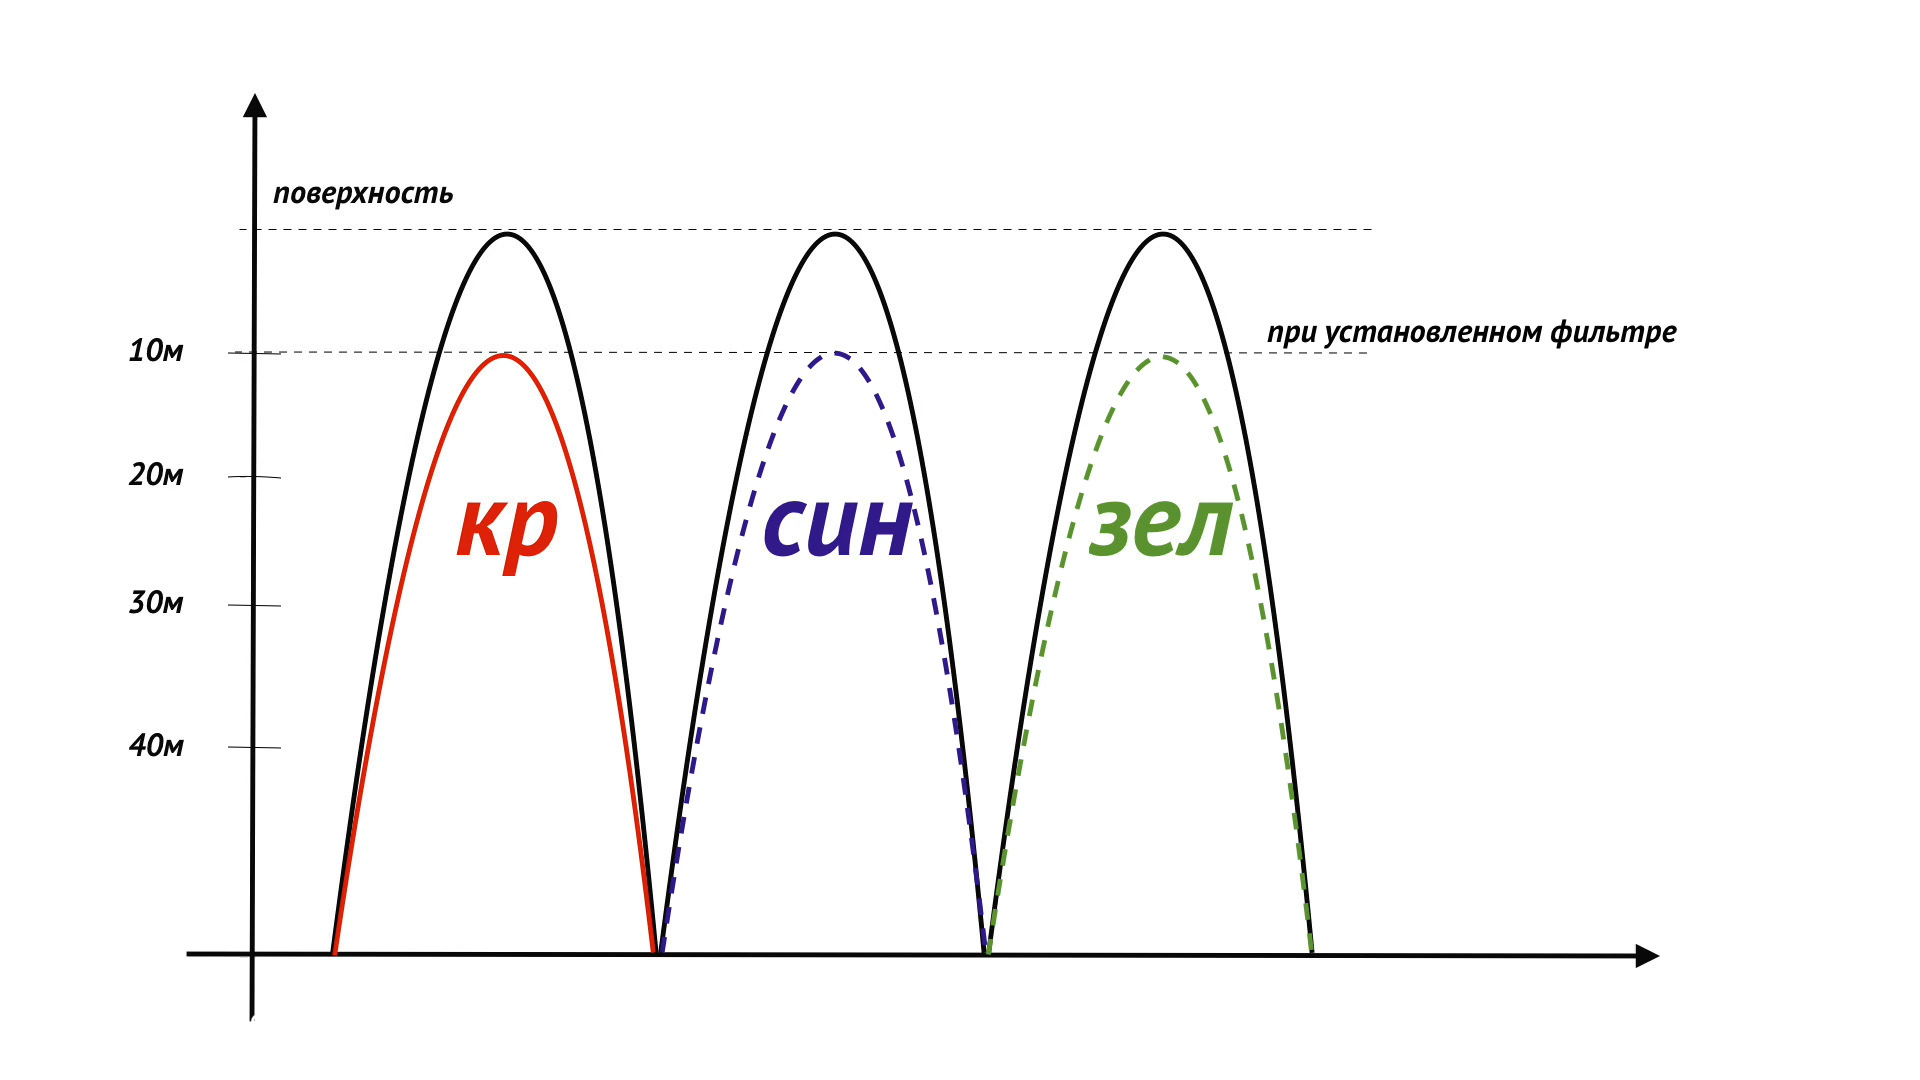 поверхность
при установленном фильтре
10м
20м
кр
син
зел
30м
40м